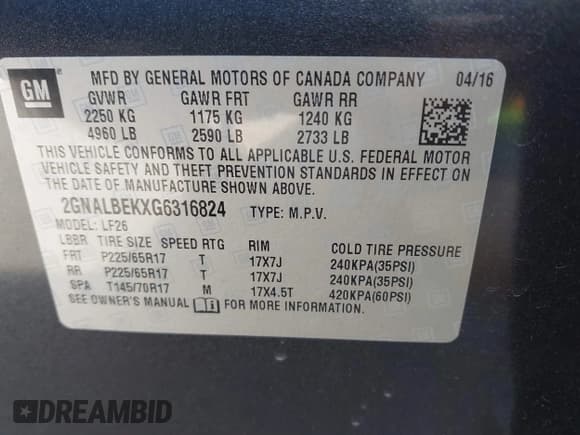 GM
MFD BY GENERAL MOTORS OF CANADA COMPANY 04/16
GVWR GAWR FRT GAWR RR
2250 KG 1175 KG 1240 KG
4960 LB 2590 LB 2733 LB
THIS VEHICLE CONFORMS TO ALL APPLICABLE U.S. FEDERAL MOTOR
VEHICLE SAFETY AND THEFT PREVENTION STANDARDS IN EFFECT ON
THE DATE OF MANUFACTURE SHOWN ABOVE.
2GNALBEKXG6316824 TYPE: M.P.V.
MODEL: LF26
LBBR TIRE SIZE SPEED RTG RIM COLD TIRE PRESSURE
FRT P225/65R17 T 17X7J 240KPA(35PSI)
RR P225/65R17 T 17X7J 240KPA(35PSI)
SPA T145/70R17 M 17X4.5T 420KPA(60PSI)
SEE OWNER'S MANUAL FOR MORE INFORMATION.
DREAMBID